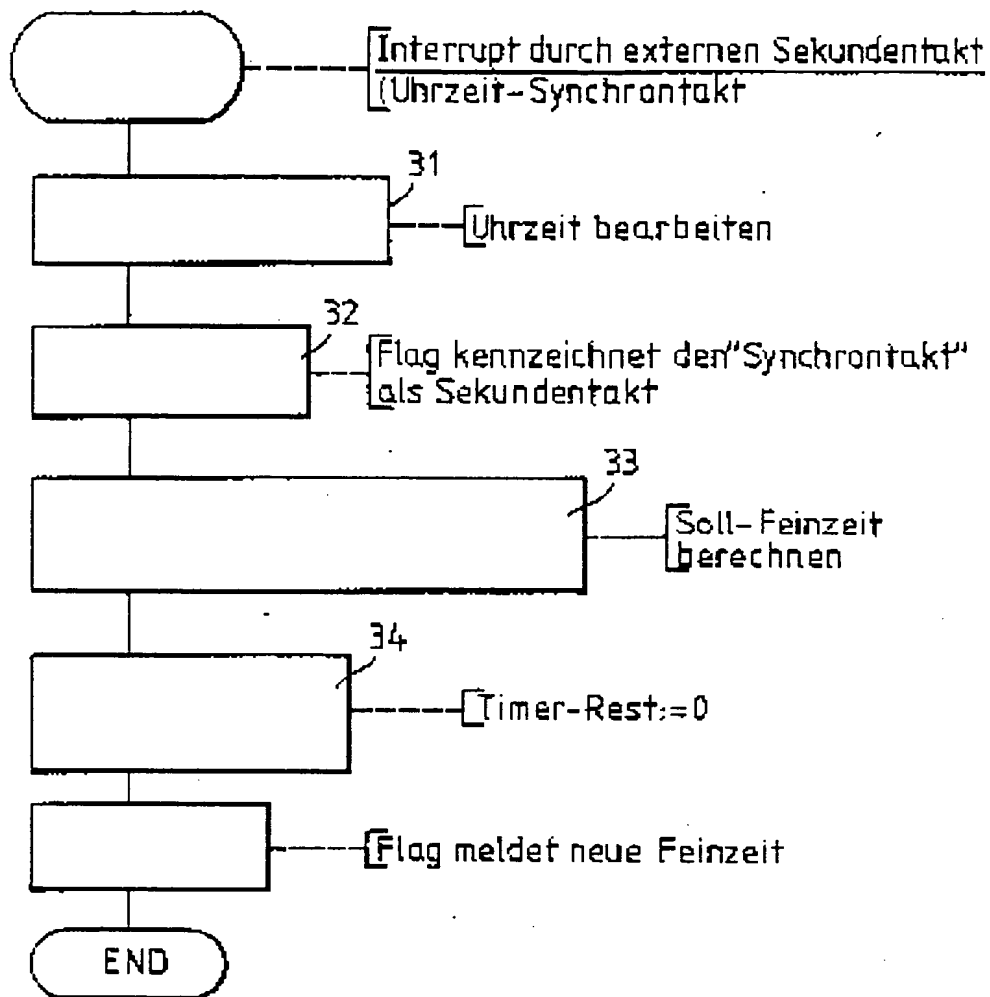 Interrupt durch externen Sekundentakt
(Uhrzeit-Synchrontakt
31
Uhrzeit bearbeiten
32
Flag kennzeichnet den "Synchrontakt"
als Sekundentakt
33
Soll-Feinzeit
berechnen
34
Timer-Rest:=0
Flag meldet neue Feinzeit
END